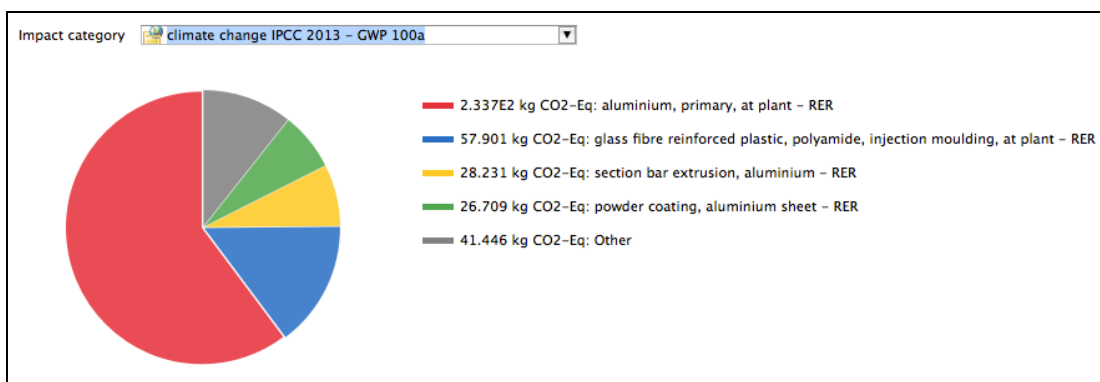 Impact category climate change IPCC 2013 – GWP 100a
2.337E2 kg CO2-Eq: aluminium, primary, at plant – RER
57.901 kg CO2-Eq: glass fibre reinforced plastic, polyamide, injection moulding, at plant – RER
28.231 kg CO2-Eq: section bar extrusion, aluminium – RER
26.709 kg CO2-Eq: powder coating, aluminium sheet – RER
41.446 kg CO2-Eq: Other